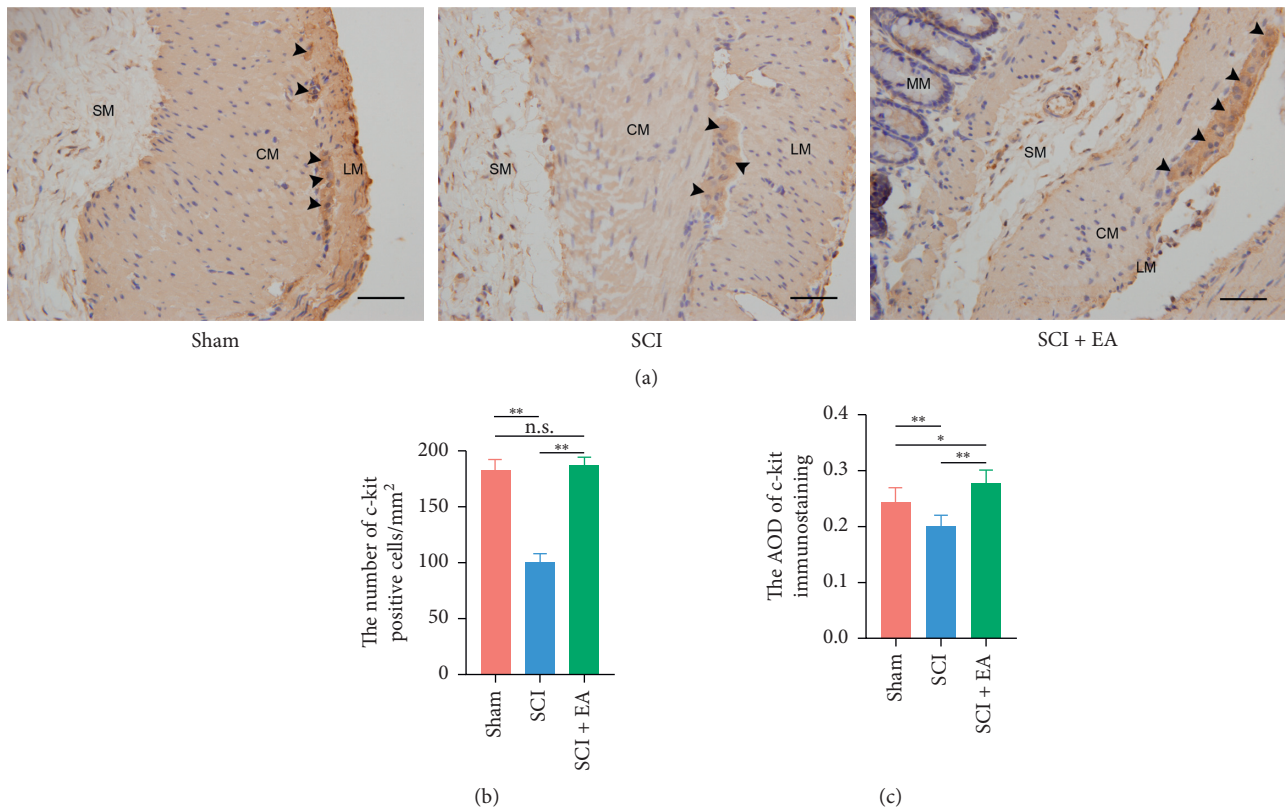 SM
CM
LM
SM
CM
LM
MM
SM
CM
LM
Sham
SCI
SCI + EA
(a)
**
n.s.
**
200
150
100
50
0
The number of c-kit
positive cells/mm²
Sham
SCI
SCI + EA
(b)
**
*
**
0.4
0.3
0.2
0.1
0.0
The AOD of c-kit
immunostaining
Sham
SCI
SCI + EA
(c)